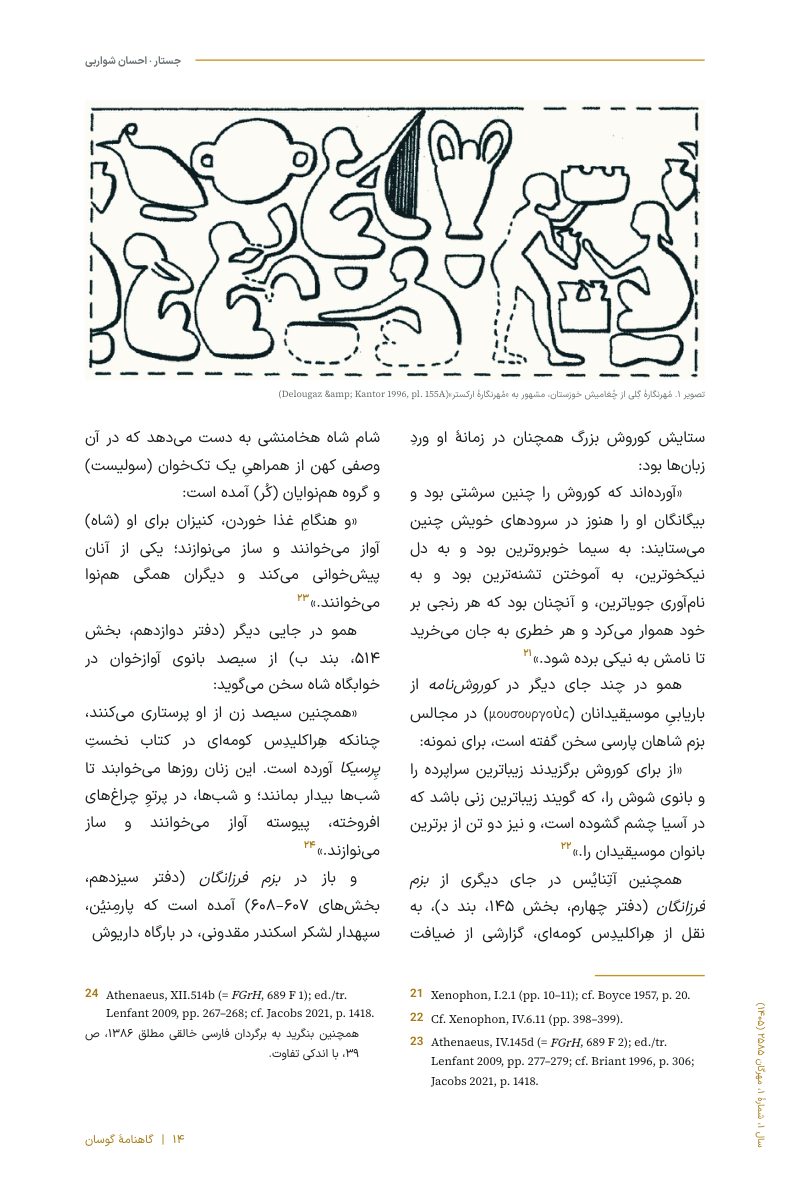 جستار · احسان شواربی
تصویر ۱. مُهرنگارهٔ گِلی از چُغامیش خوزستان، مشهور به «مُهرنگارهٔ ارکستر»(Delougaz &amp; Kantor 1996, pl. 155A)
ستایش کوروش بزرگ همچنان در زمانهٔ او وردِ
زبان‌ها بود:
«آورده‌اند که کوروش را چنین سرشتی بود و
بیگانگان او را هنوز در سرودهای خویش چنین
می‌ستایند: به سیما خوبروترین بود و به دل
نیکخوترین، به آموختن تشنه‌ترین بود و به
نام‌آوری جویاترین، و آنچنان بود که هر رنجی بر
خود هموار می‌کرد و هر خطری به جان می‌خرید
تا نامش به نیکی برده شود.»۲۱
همو در چند جای دیگر در کوروش‌نامه از
باریابیِ موسیقیدانان (μουσουργοὺς) در مجالس
بزم شاهان پارسی سخن گفته است، برای نمونه:
«از برای کوروش برگزیدند زیباترین سراپرده را
و بانوی شوش را، که گویند زیباترین زنی باشد که
در آسیا چشم گشوده است، و نیز دو تن از برترین
بانوان موسیقیدان را.»۲۲
همچنین آتِنایُس در جای دیگری از بزم
فرزانگان (دفتر چهارم، بخش ۱۴۵، بند د)، به
نقل از هِراکلیدِس کومه‌ای، گزارشی از ضیافت
شام شاه هخامنشی به دست می‌دهد که در آن
وصفی کهن از همراهیِ یک تک‌خوان (سولیست)
و گروه هم‌نوایان (کُر) آمده است:
«و هنگامِ غذا خوردن، کنیزان برای او (شاه)
آواز می‌خوانند و ساز می‌نوازند؛ یکی از آنان
پیش‌خوانی می‌کند و دیگران همگی هم‌نوا
می‌خوانند.»۲۳
همو در جایی دیگر (دفتر دوازدهم، بخش
۵۱۴، بند ب) از سیصد بانوی آوازخوان در
خوابگاه شاه سخن می‌گوید:
«همچنین سیصد زن از او پرستاری می‌کنند،
چنانکه هِراکلیدِس کومه‌ای در کتاب نخستِ
پِرسیکا آورده است. این زنان روزها می‌خوابند تا
شب‌ها بیدار بمانند؛ و شب‌ها، در پرتوِ چراغ‌های
افروخته، پیوسته آواز می‌خوانند و ساز
می‌نوازند.»۲۴
و باز در بزم فرزانگان (دفتر سیزدهم،
بخش‌های ۶۰۷–۶۰۸) آمده است که پارمِنیُن،
سپهدار لشکر اسکندر مقدونی، در بارگاه داریوش
21 Xenophon, I.2.1 (pp. 10–11); cf. Boyce 1957, p. 20.
22 Cf. Xenophon, IV.6.11 (pp. 398–399).
23 Athenaeus, IV.145d (= FGrH, 689 F 2); ed./tr.
Lenfant 2009, pp. 277–279; cf. Briant 1996, p. 306;
Jacobs 2021, p. 1418.
24 Athenaeus, XII.514b (= FGrH, 689 F 1); ed./tr.
Lenfant 2009, pp. 267–268; cf. Jacobs 2021, p. 1418.
همچنین بنگرید به برگردان فارسی خالقی مطلق ۱۳۸۶، ص
۳۹، با اندکی تفاوت.
سال ۱، شمارهٔ ۱، مهرگان ۲۵۸۵ (۱۴۰۵)
۱۴ | گاهنامهٔ گوسان